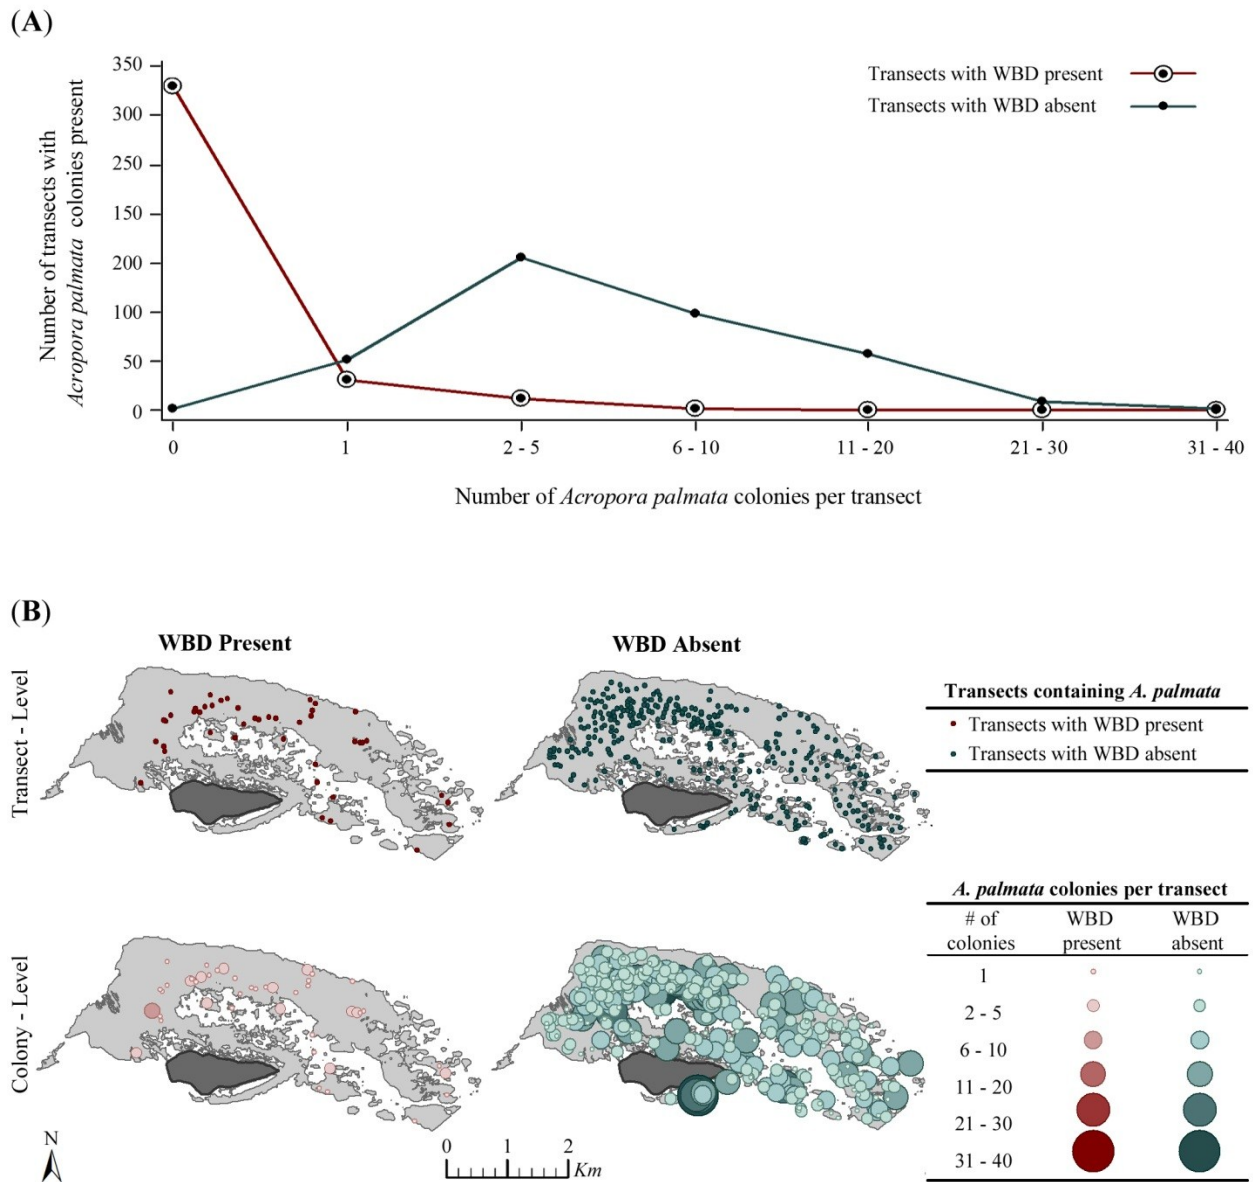 (A)
Number of transects with
Acropora palmata colonies present
350
300
250
150
200
100
50
0
0
1
2 - 5
6 - 10
11 - 20
21 - 30
31 - 40
Number of Acropora palmata colonies per transect
Transects with WBD present
Transects with WBD absent
(B)
WBD Present
WBD Absent
Transect - Level
Transects containing A. palmata
Transects with WBD present
Transects with WBD absent
Colony - Level
A. palmata colonies per transect
# of colonies
WBD present
WBD absent
1
2 - 5
6 - 10
11 - 20
21 - 30
31 - 40
N
0
1
2
Km